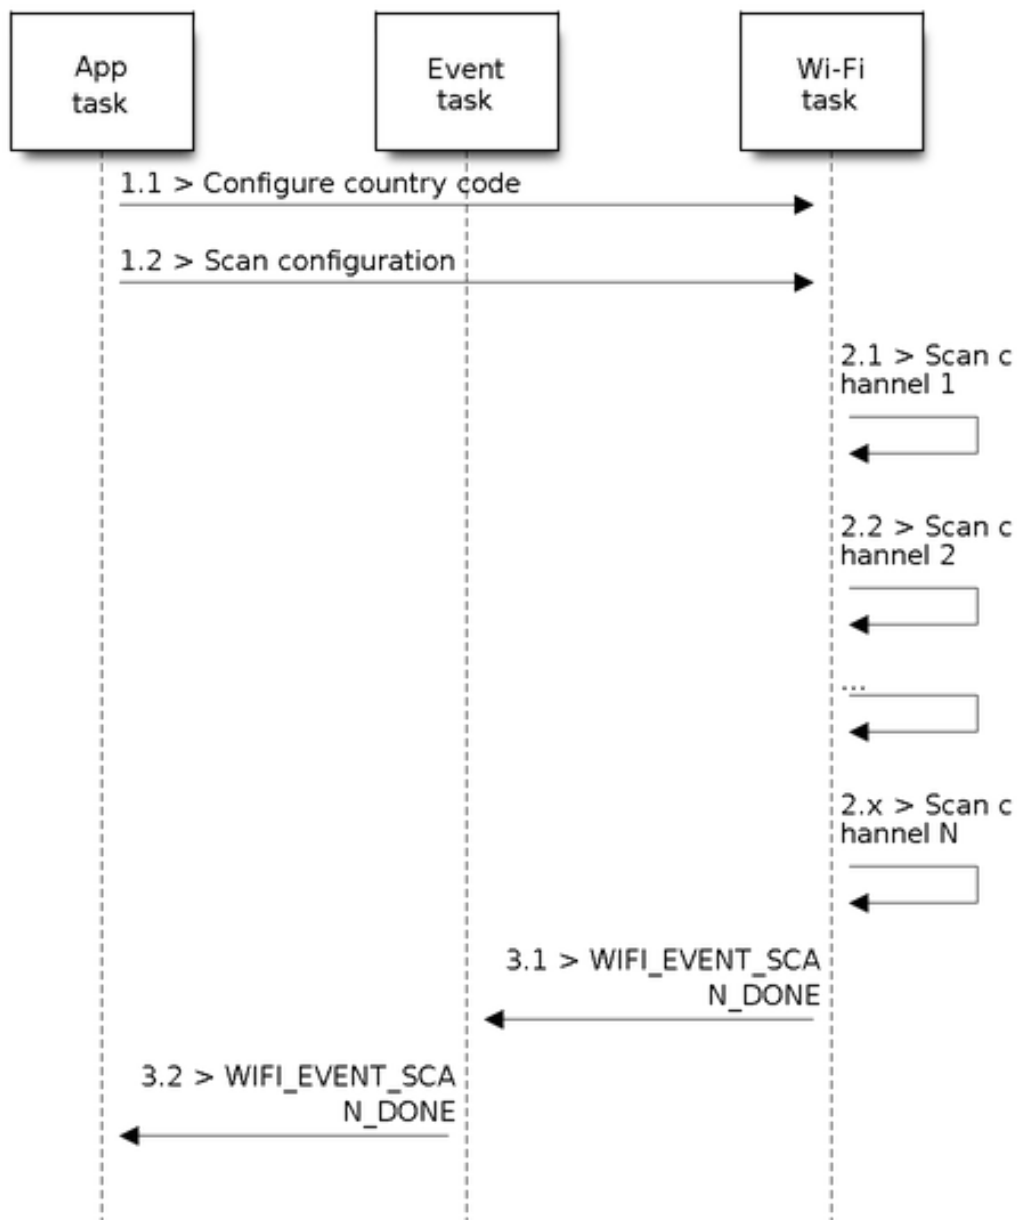 App
task
Event
task
Wi-Fi
task
1.1 > Configure country code
1.2 > Scan configuration
2.1 > Scan c
hannel 1
2.2 > Scan c
hannel 2
...
2.x > Scan c
hannel N
3.1 > WIFI_EVENT_SCA
N_DONE
3.2 > WIFI_EVENT_SCA
N_DONE